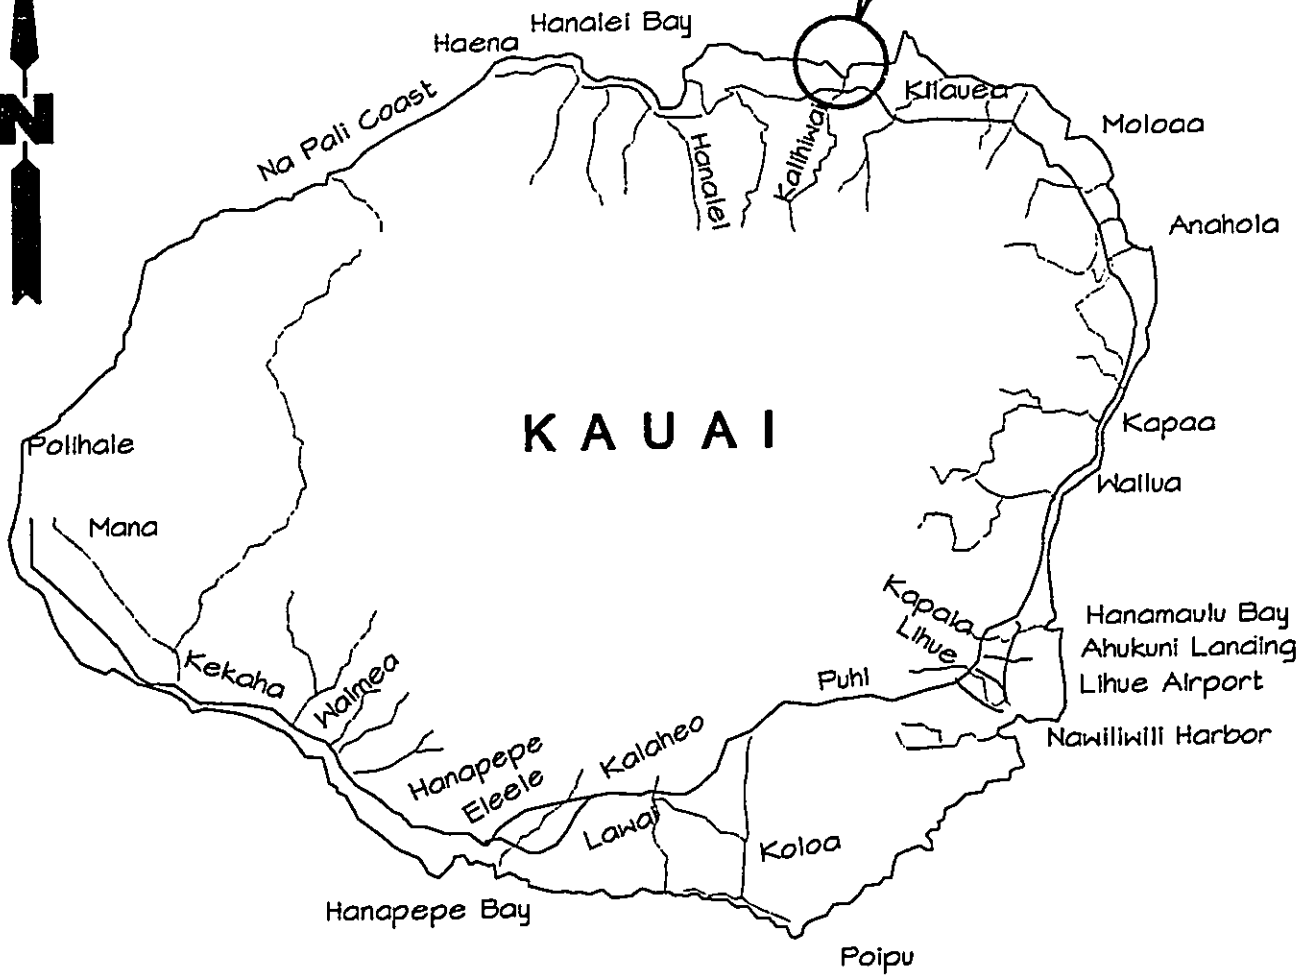 Hanalei Bay
Haena
N
Na Pali Coast
Kilauea
Moloaa
Hanalei
Kalihiwai
Anahola
KAUAI
Polihale
Kapaa
Wailua
Mana
Kapaia
Lihue
Hanamaulu Bay
Ahukuni Landing
Lihue Airport
Kekaha
Waimea
Puhi
Nawiliwili Harbor
Hanapepe
Eleele
Kalaheo
Lawai
Koloa
Hanapepe Bay
Poipu